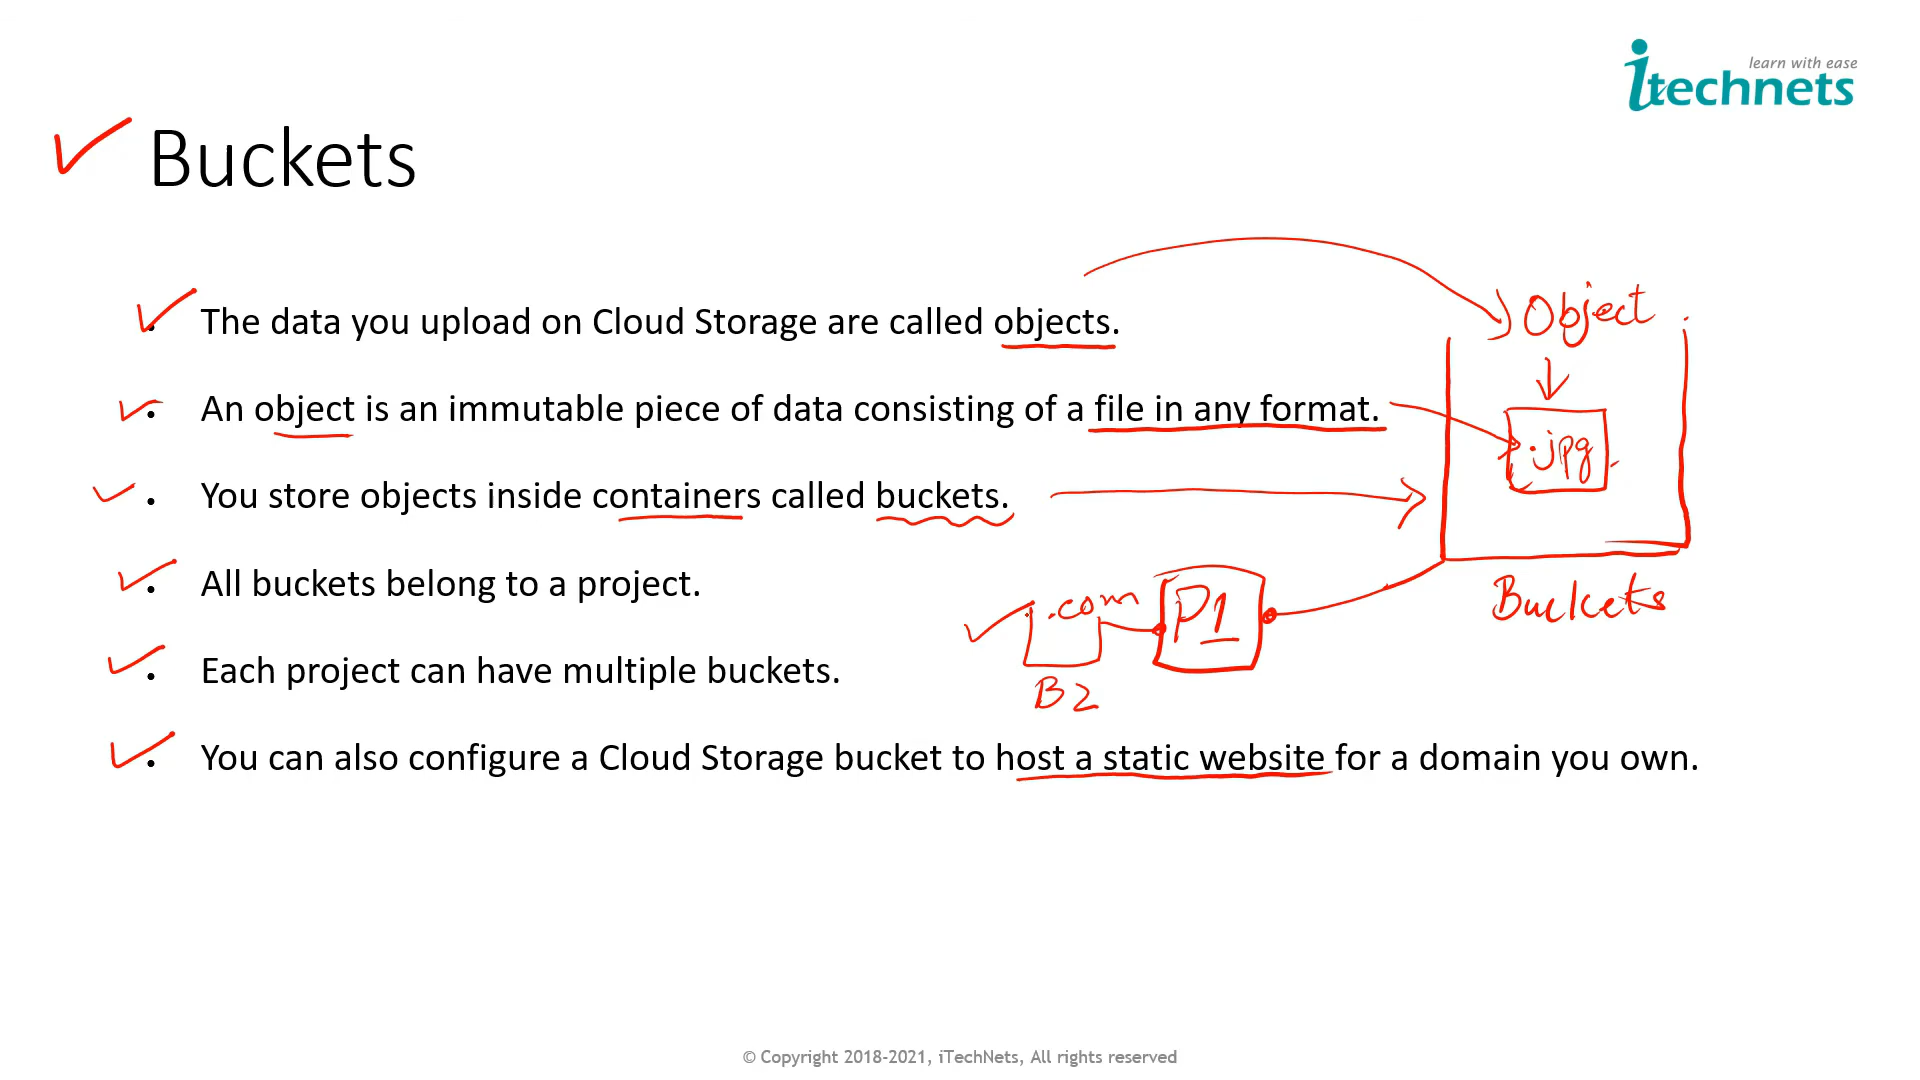 learn with ease
itechnets
Buckets
• The data you upload on Cloud Storage are called objects.
Object
• An object is an immutable piece of data consisting of a file in any format.
.jpg
• You store objects inside containers called buckets.
• All buckets belong to a project.
.com
P1
Buckets
• Each project can have multiple buckets.
B2
• You can also configure a Cloud Storage bucket to host a static website for a domain you own.
© Copyright 2018-2021, iTechNets, All rights reserved